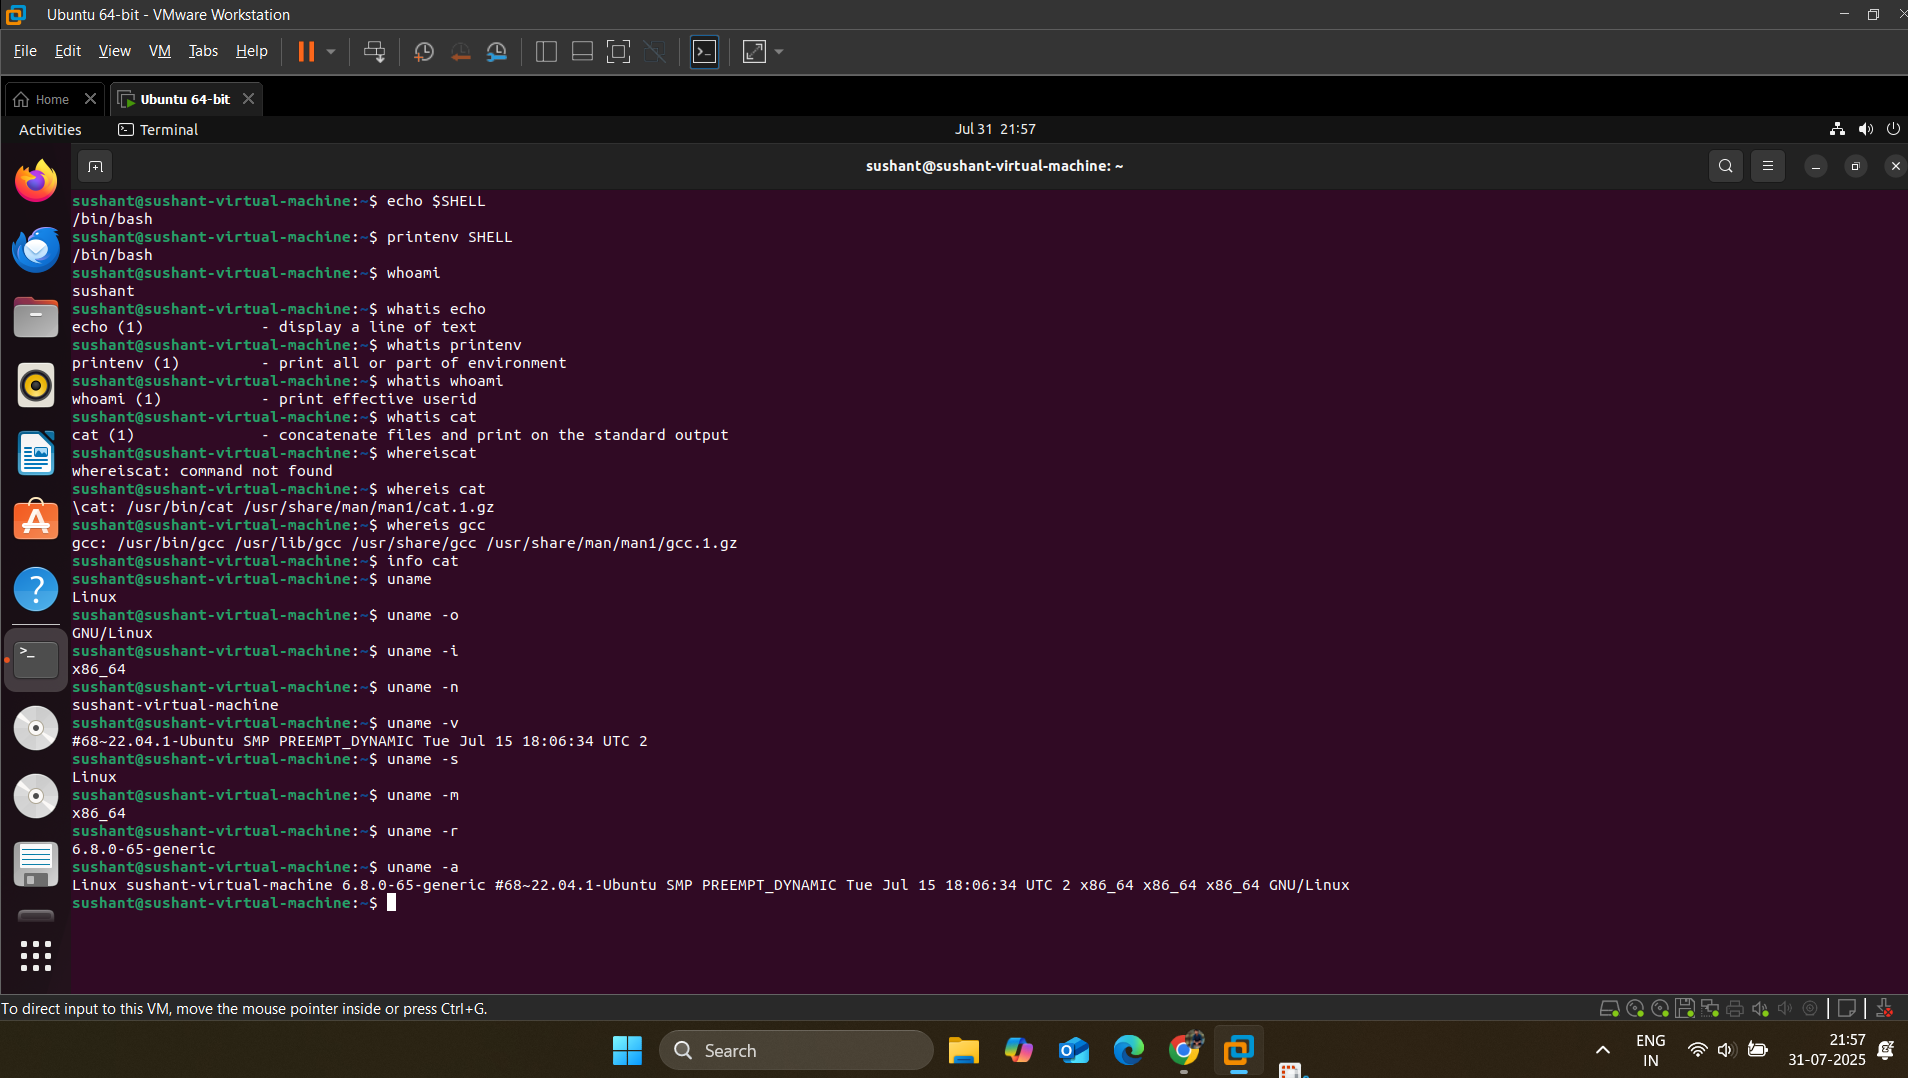 Ubuntu 64-bit - VMware Workstation
File Edit View VM Tabs Help
Home Ubuntu 64-bit
Activities Terminal Jul 31 21:57
sushant@sushant-virtual-machine: ~
sushant@sushant-virtual-machine:~$ echo $SHELL
/bin/bash
sushant@sushant-virtual-machine:~$ printenv SHELL
/bin/bash
sushant@sushant-virtual-machine:~$ whoami
sushant
sushant@sushant-virtual-machine:~$ whatis echo
echo (1)             - display a line of text
sushant@sushant-virtual-machine:~$ whatis printenv
printenv (1)         - print all or part of environment
sushant@sushant-virtual-machine:~$ whatis whoami
whoami (1)           - print effective userid
sushant@sushant-virtual-machine:~$ whatis cat
cat (1)              - concatenate files and print on the standard output
sushant@sushant-virtual-machine:~$ whereiscat
whereiscat: command not found
sushant@sushant-virtual-machine:~$ whereis cat
\cat: /usr/bin/cat /usr/share/man/man1/cat.1.gz
sushant@sushant-virtual-machine:~$ whereis gcc
gcc: /usr/bin/gcc /usr/lib/gcc /usr/share/gcc /usr/share/man/man1/gcc.1.gz
sushant@sushant-virtual-machine:~$ info cat
sushant@sushant-virtual-machine:~$ uname
Linux
sushant@sushant-virtual-machine:~$ uname -o
GNU/Linux
sushant@sushant-virtual-machine:~$ uname -i
x86_64
sushant@sushant-virtual-machine:~$ uname -n
sushant-virtual-machine
sushant@sushant-virtual-machine:~$ uname -v
#68~22.04.1-Ubuntu SMP PREEMPT_DYNAMIC Tue Jul 15 18:06:34 UTC 2
sushant@sushant-virtual-machine:~$ uname -s
Linux
sushant@sushant-virtual-machine:~$ uname -m
x86_64
sushant@sushant-virtual-machine:~$ uname -r
6.8.0-65-generic
sushant@sushant-virtual-machine:~$ uname -a
Linux sushant-virtual-machine 6.8.0-65-generic #68~22.04.1-Ubuntu SMP PREEMPT_DYNAMIC Tue Jul 15 18:06:34 UTC 2 x86_64 x86_64 x86_64 GNU/Linux
sushant@sushant-virtual-machine:~$
To direct input to this VM, move the mouse pointer inside or press Ctrl+G.
Search
ENG
IN
21:57
31-07-2025